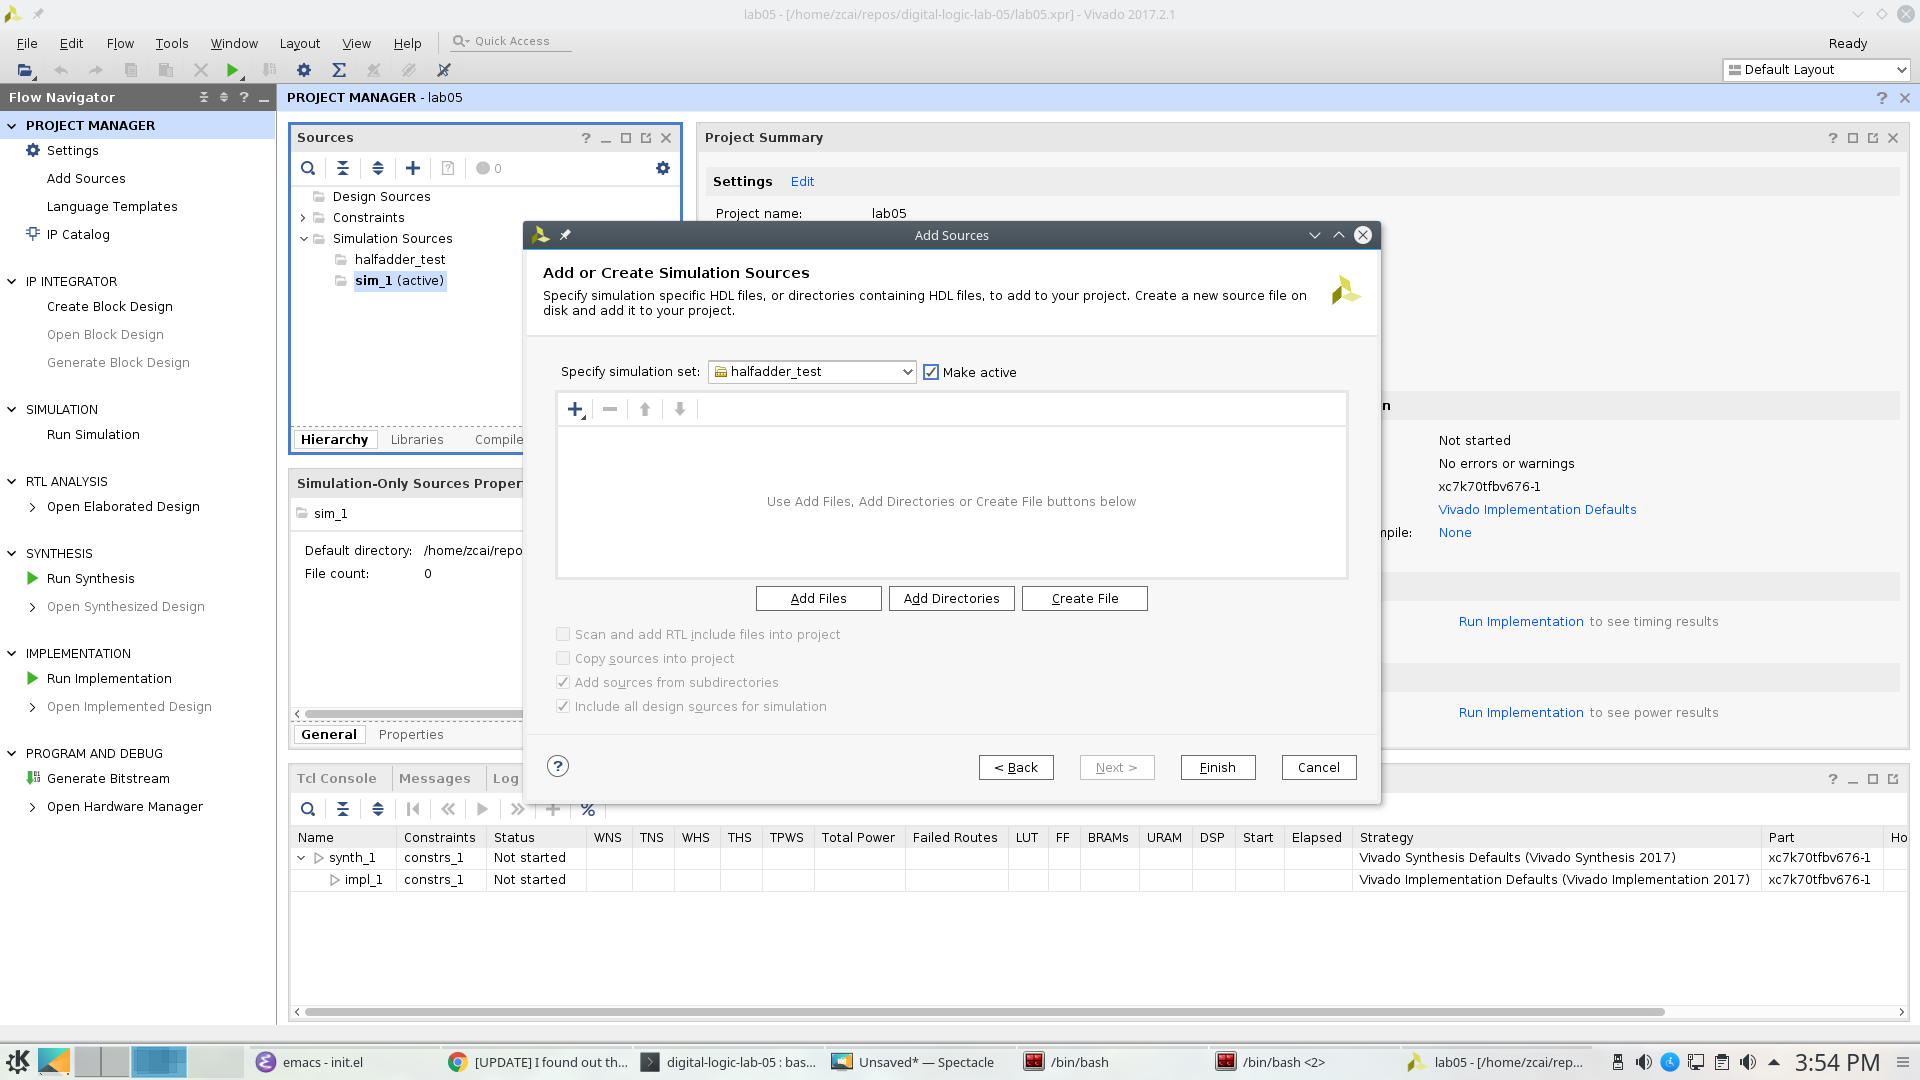 lab05 - [/home/zcai/repos/digital-logic-lab-05/lab05.xpr] - Vivado 2017.2.1
File Edit Flow Tools Window Layout View Help Quick Access Ready
Default Layout
Flow Navigator
PROJECT MANAGER
Settings
Add Sources
Language Templates
IP Catalog
IP INTEGRATOR
Create Block Design
Open Block Design
Generate Block Design
SIMULATION
Run Simulation
RTL ANALYSIS
Open Elaborated Design
SYNTHESIS
Run Synthesis
Open Synthesized Design
IMPLEMENTATION
Run Implementation
Open Implemented Design
PROGRAM AND DEBUG
Generate Bitstream
Open Hardware Manager
PROJECT MANAGER - lab05
Sources
0
Design Sources
Constraints
Simulation Sources
halfadder_test
sim_1 (active)
Hierarchy Libraries Compile
Simulation-Only Sources Proper
sim_1
Default directory: /home/zcai/repo
File count: 0
General Properties
Project Summary
Settings Edit
Project name: lab05
n
Not started
No errors or warnings
xc7k70tfbv676-1
Vivado Implementation Defaults
mpile: None
Run Implementation to see timing results
Run Implementation to see power results
Add Sources
Add or Create Simulation Sources
Specify simulation specific HDL files, or directories containing HDL files, to add to your project. Create a new source file on
disk and add it to your project.
Specify simulation set: halfadder_test Make active
Use Add Files, Add Directories or Create File buttons below
Add Files Add Directories Create File
Scan and add RTL include files into project
Copy sources into project
Add sources from subdirectories
Include all design sources for simulation
? < Back Next > Finish Cancel
Tcl Console Messages Log
Name Constraints Status WNS TNS WHS THS TPWS Total Power Failed Routes LUT FF BRAMs URAM DSP Start Elapsed Strategy Part Ho
synth_1 constrs_1 Not started Vivado Synthesis Defaults (Vivado Synthesis 2017) xc7k70tfbv676-1
impl_1 constrs_1 Not started Vivado Implementation Defaults (Vivado Implementation 2017) xc7k70tfbv676-1
emacs - init.el [UPDATE] I found out th... digital-logic-lab-05 : bas... Unsaved* — Spectacle /bin/bash /bin/bash <2> lab05 - [/home/zcai/rep... 3:54 PM